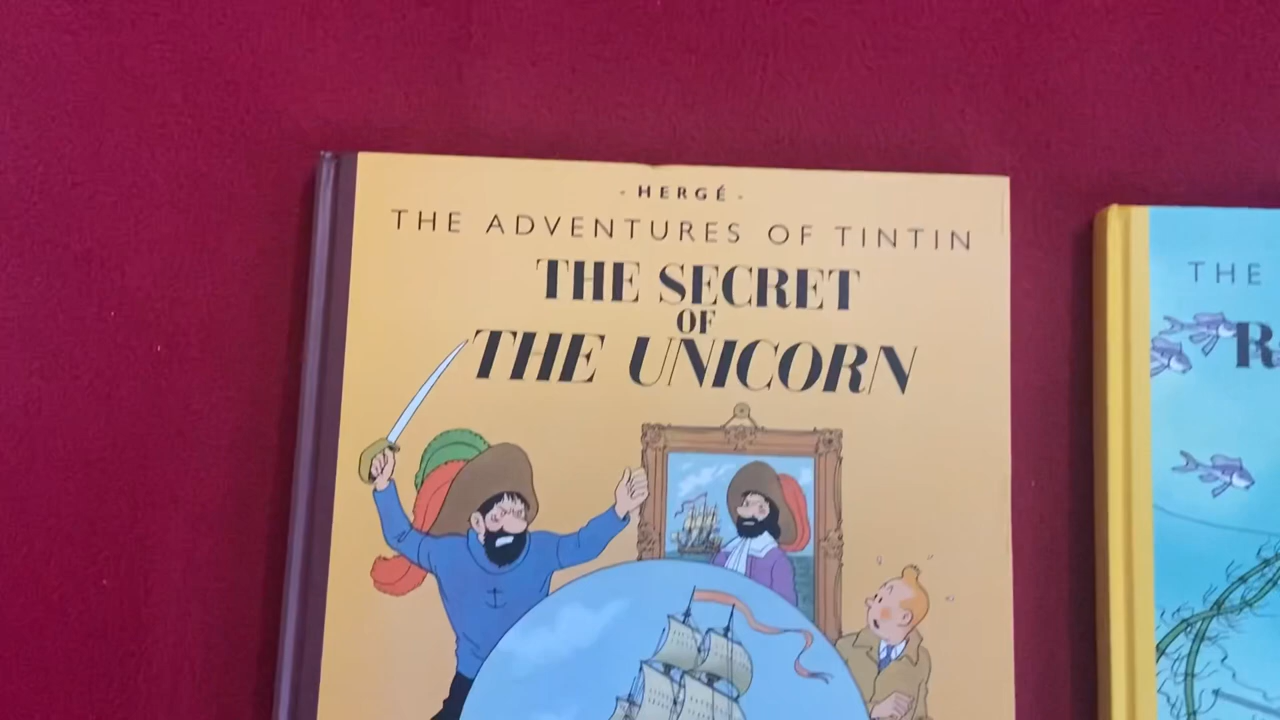 - HERGÉ -
THE ADVENTURES OF TINTIN
THE SECRET
OF
THE UNICORN
THE